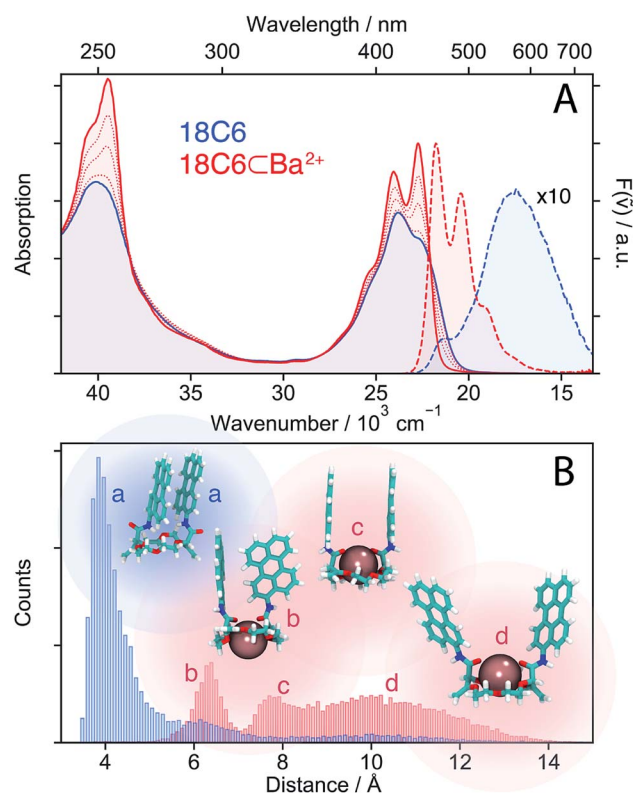 Wavelength / nm
250 300 400 500 600 700
A
18C6
18C6⊂Ba²⁺
x10
Absorption
F(ṽ) / a.u.
40 35 30 25 20 15
Wavenumber / 10³ cm⁻¹
B
a a
c
b
d
b c d
Counts
4 6 8 10 12 14
Distance / Å